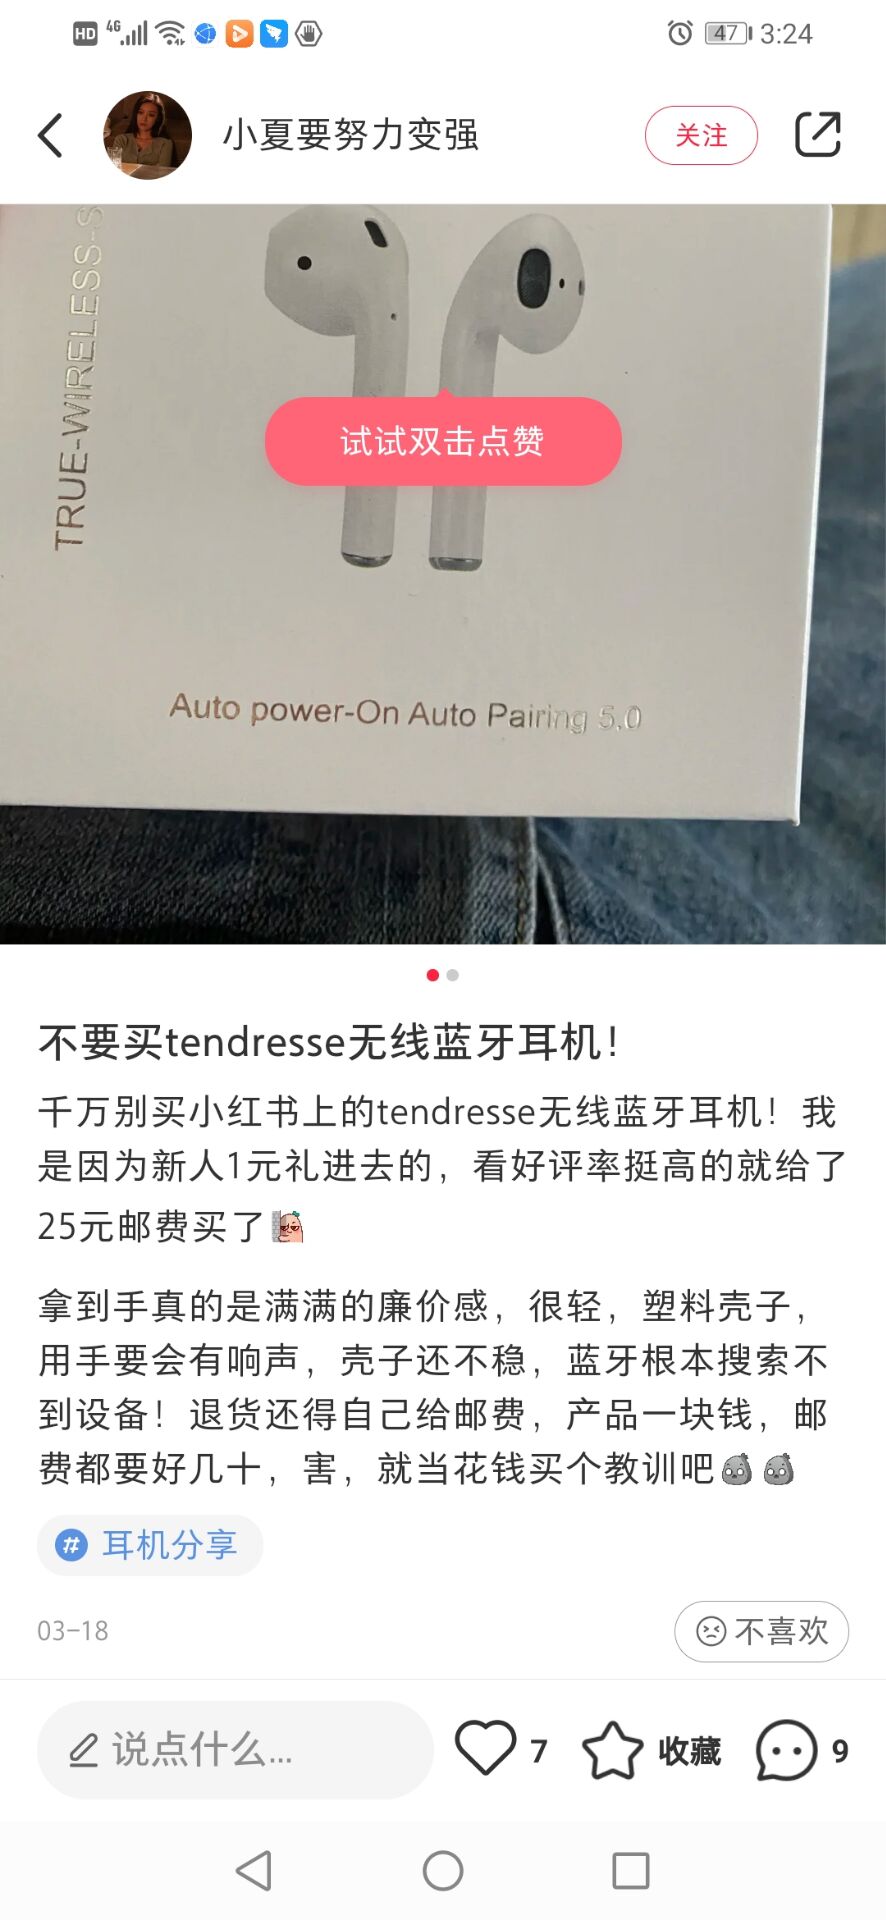 HD 4G 47 3:24
小夏要努力变强
关注
TRUE-WIRELESS-S
试试双击点赞
Auto power-On Auto Pairing 5.0
不要买tendresse无线蓝牙耳机！
千万别买小红书上的tendresse无线蓝牙耳机！我
是因为新人1元礼进去的，看好评率挺高的就给了
25元邮费买了
拿到手真的是满满的廉价感，很轻，塑料壳子，
用手要会有响声，壳子还不稳，蓝牙根本搜索不
到设备！退货还得自己给邮费，产品一块钱，邮
费都要好几十，害，就当花钱买个教训吧
# 耳机分享
03-18
不喜欢
说点什么...
7
收藏
9